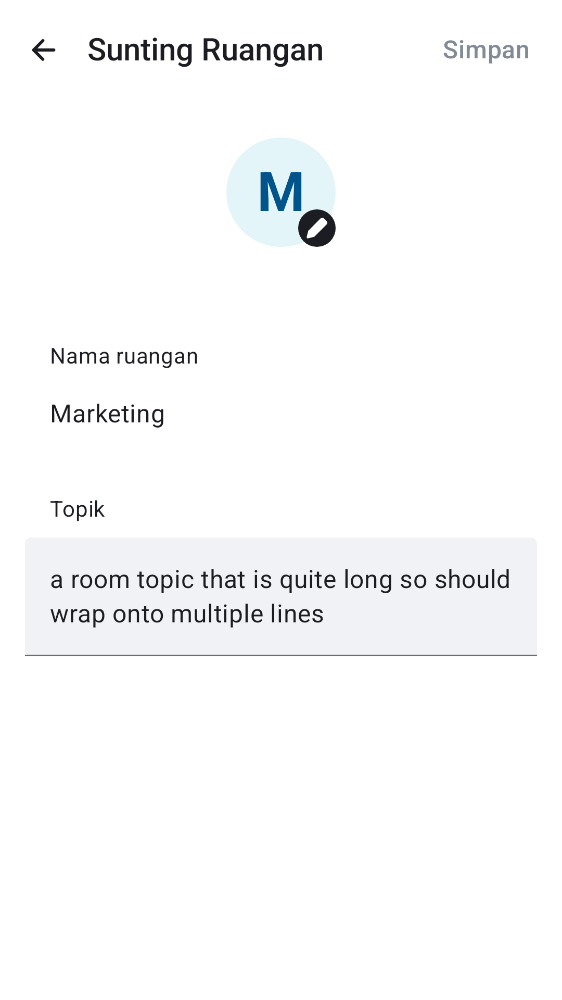 Sunting Ruangan
Simpan
M
Nama ruangan
Marketing
Topik
a room topic that is quite long so should
wrap onto multiple lines